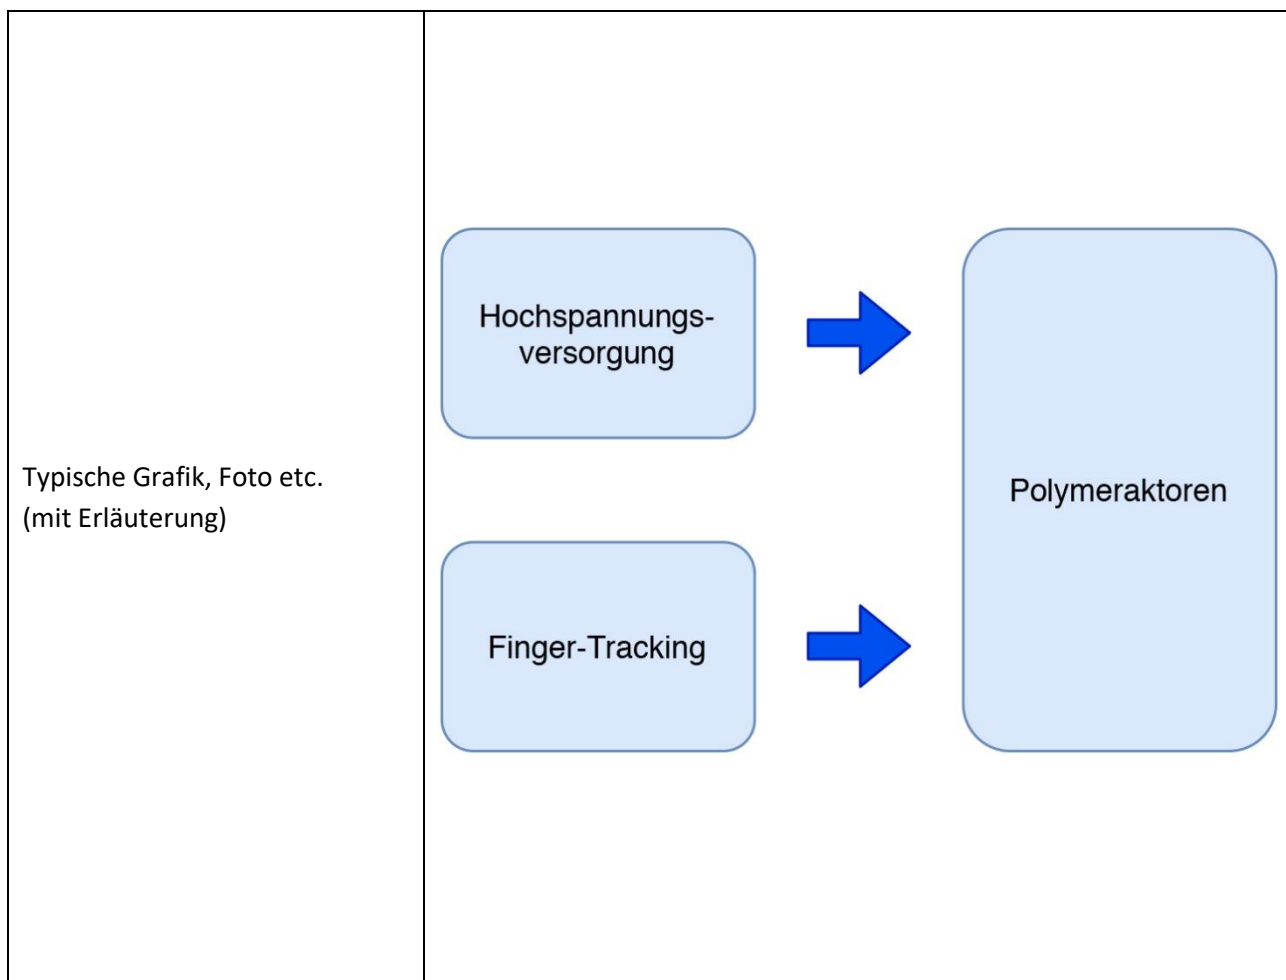 Typische Grafik, Foto etc.
(mit Erläuterung)
Hochspannungs-
versorgung
Finger-Tracking
Polymeraktoren